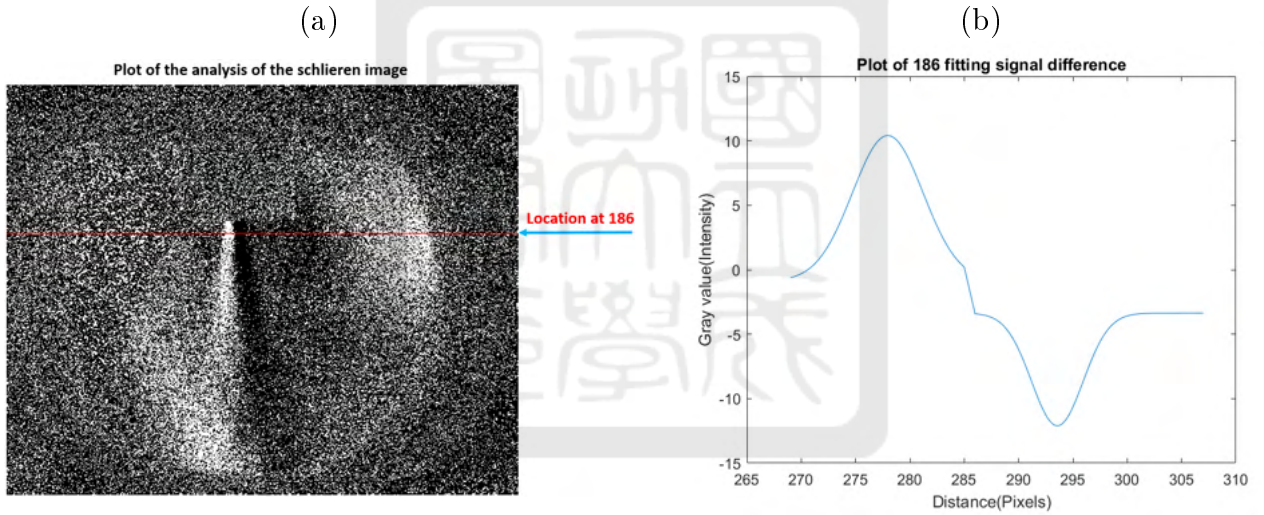 (a)
(b)
Plot of the analysis of the schlieren image
Location at 186
Plot of 186 fitting signal difference
Gray value(Intensity)
15
10
5
0
-5
-10
-15
265 270 275 280 285 290 295 300 305 310
Distance(Pixels)